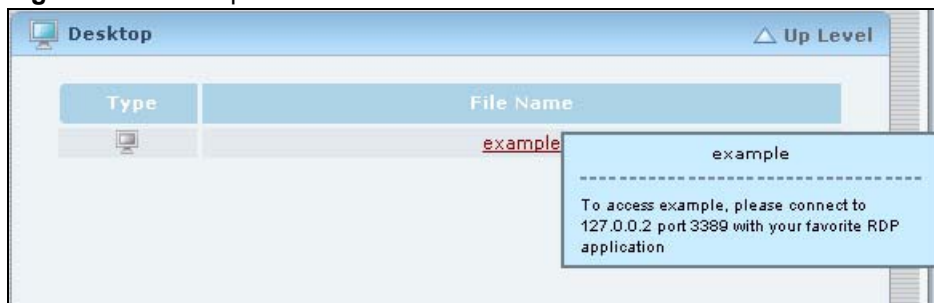 Desktop
Up Level
Type
File Name
example
example
To access example, please connect to
127.0.0.2 port 3389 with your favorite RDP
application